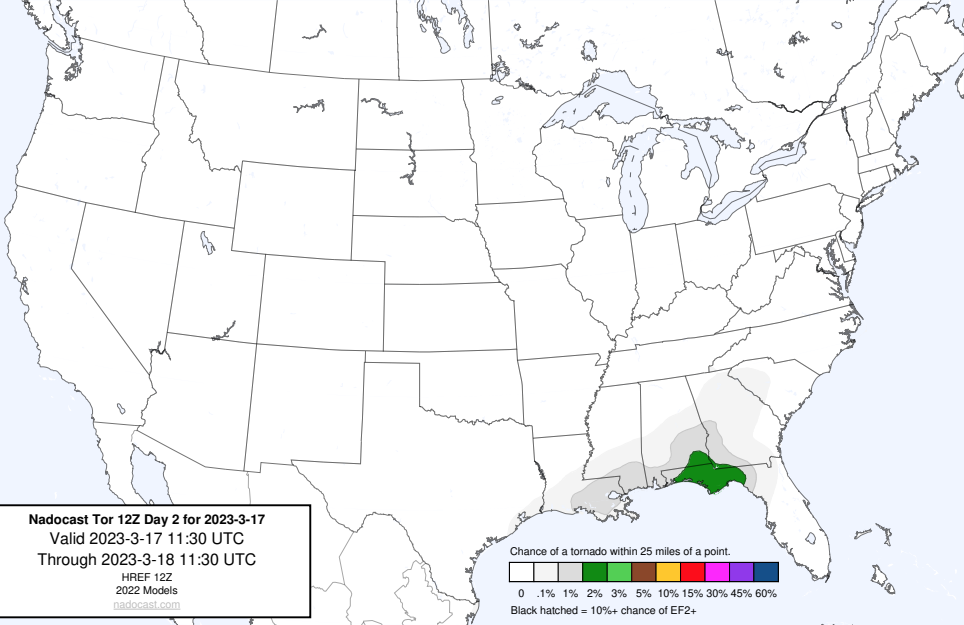 Nadocast Tor 12Z Day 2 for 2023-3-17
Valid 2023-3-17 11:30 UTC
Through 2023-3-18 11:30 UTC
HREF 12Z
2022 Models
nadocast.com
Chance of a tornado within 25 miles of a point.
0 .1% 1% 2% 3% 5% 10% 15% 30% 45% 60%
Black hatched = 10%+ chance of EF2+